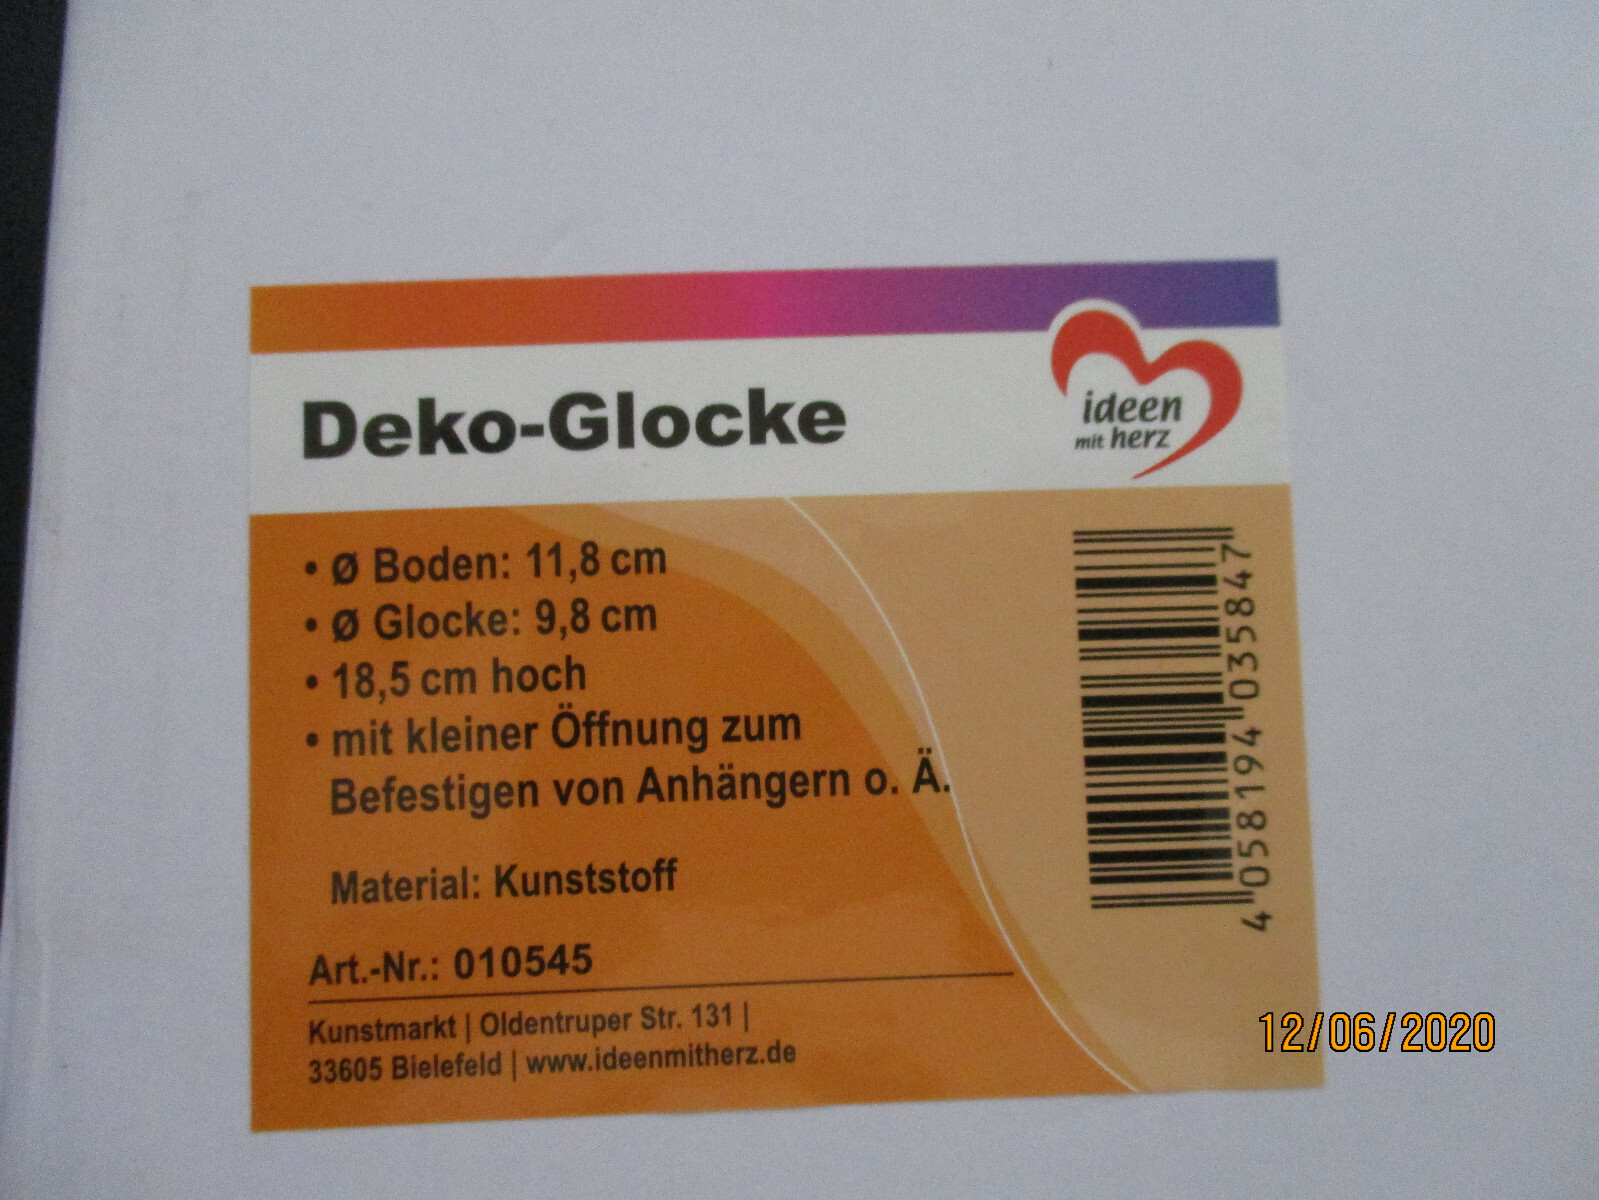 Deko-Glocke
ideen
mit herz
• Ø Boden: 11,8 cm
• Ø Glocke: 9,8 cm
• 18,5 cm hoch
• mit kleiner Öffnung zum
Befestigen von Anhängern o. Ä.
Material: Kunststoff
Art.-Nr.: 010545
Kunstmarkt | Oldentruper Str. 131 |
33605 Bielefeld | www.ideenmitherz.de
4 058194 035847
12/06/2020